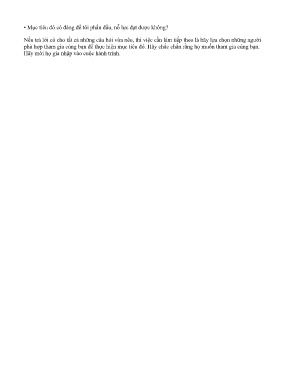 • Mục tiêu đó có đáng để tôi phấn đấu, nỗ lực đạt được không?
Nếu trả lời có cho tất cả những câu hỏi vừa nêu, thì việc cần làm tiếp theo là hãy lựa chọn những người
phù hợp tham gia cùng bạn để thực hiện mục tiêu đó. Hãy chắc chắn rằng họ muốn tham gia cùng bạn.
Hãy mời họ gia nhập vào cuộc hành trình.